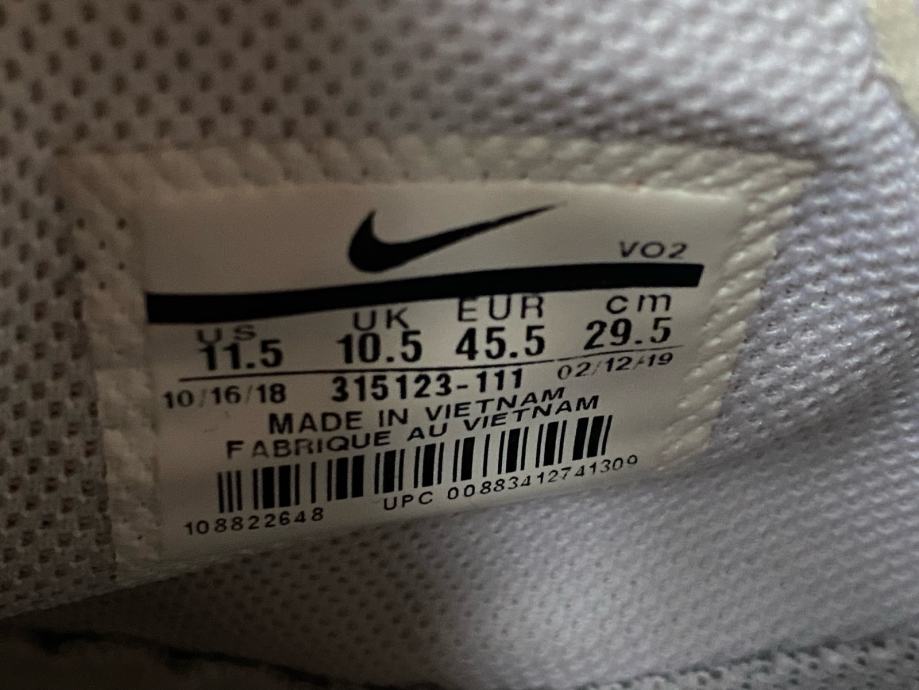 VO2
US UK EUR cm
11.5 10.5 45.5 29.5
10/16/18 315123-111 02/12/19
MADE IN VIETNAM
FABRIQUE AU VIETNAM
108822648 UPC 00883412741309